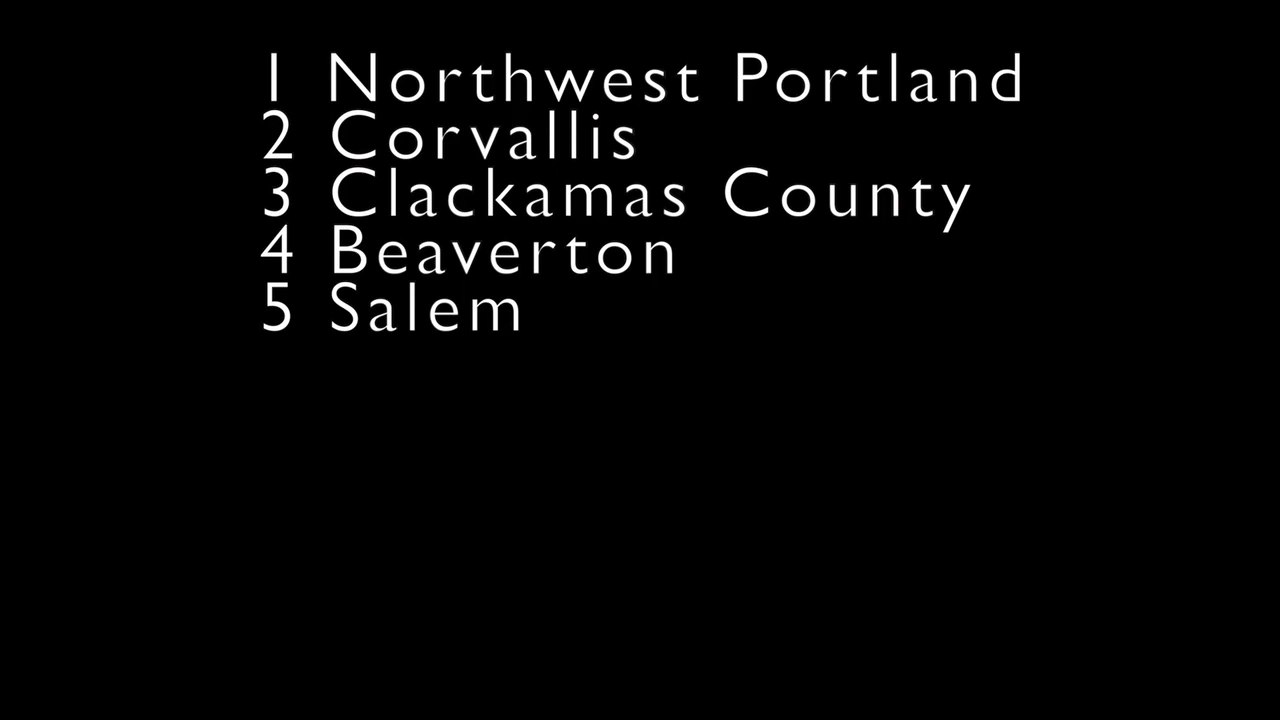 1 Northwest Portland
2 Corvallis
3 Clackamas County
4 Beaverton
5 Salem